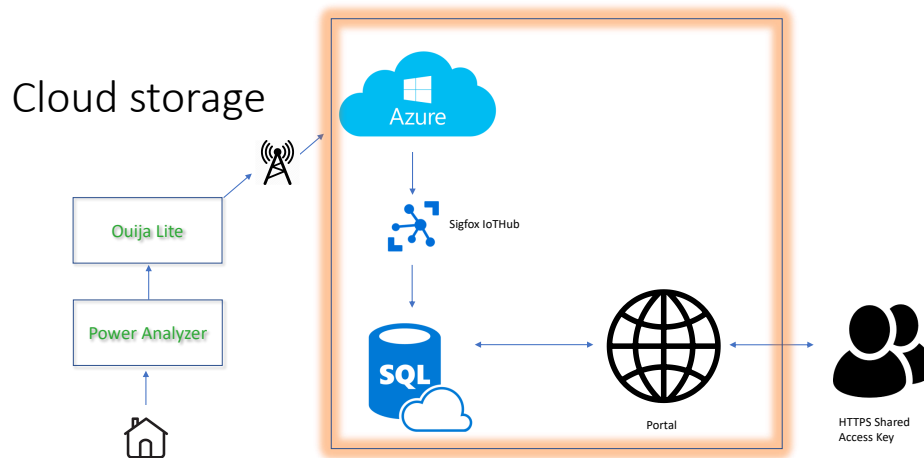 Cloud storage
Azure
Ouija Lite
Sigfox IoTHub
Power Analyzer
SQL
Portal
HTTPS Shared
Access Key